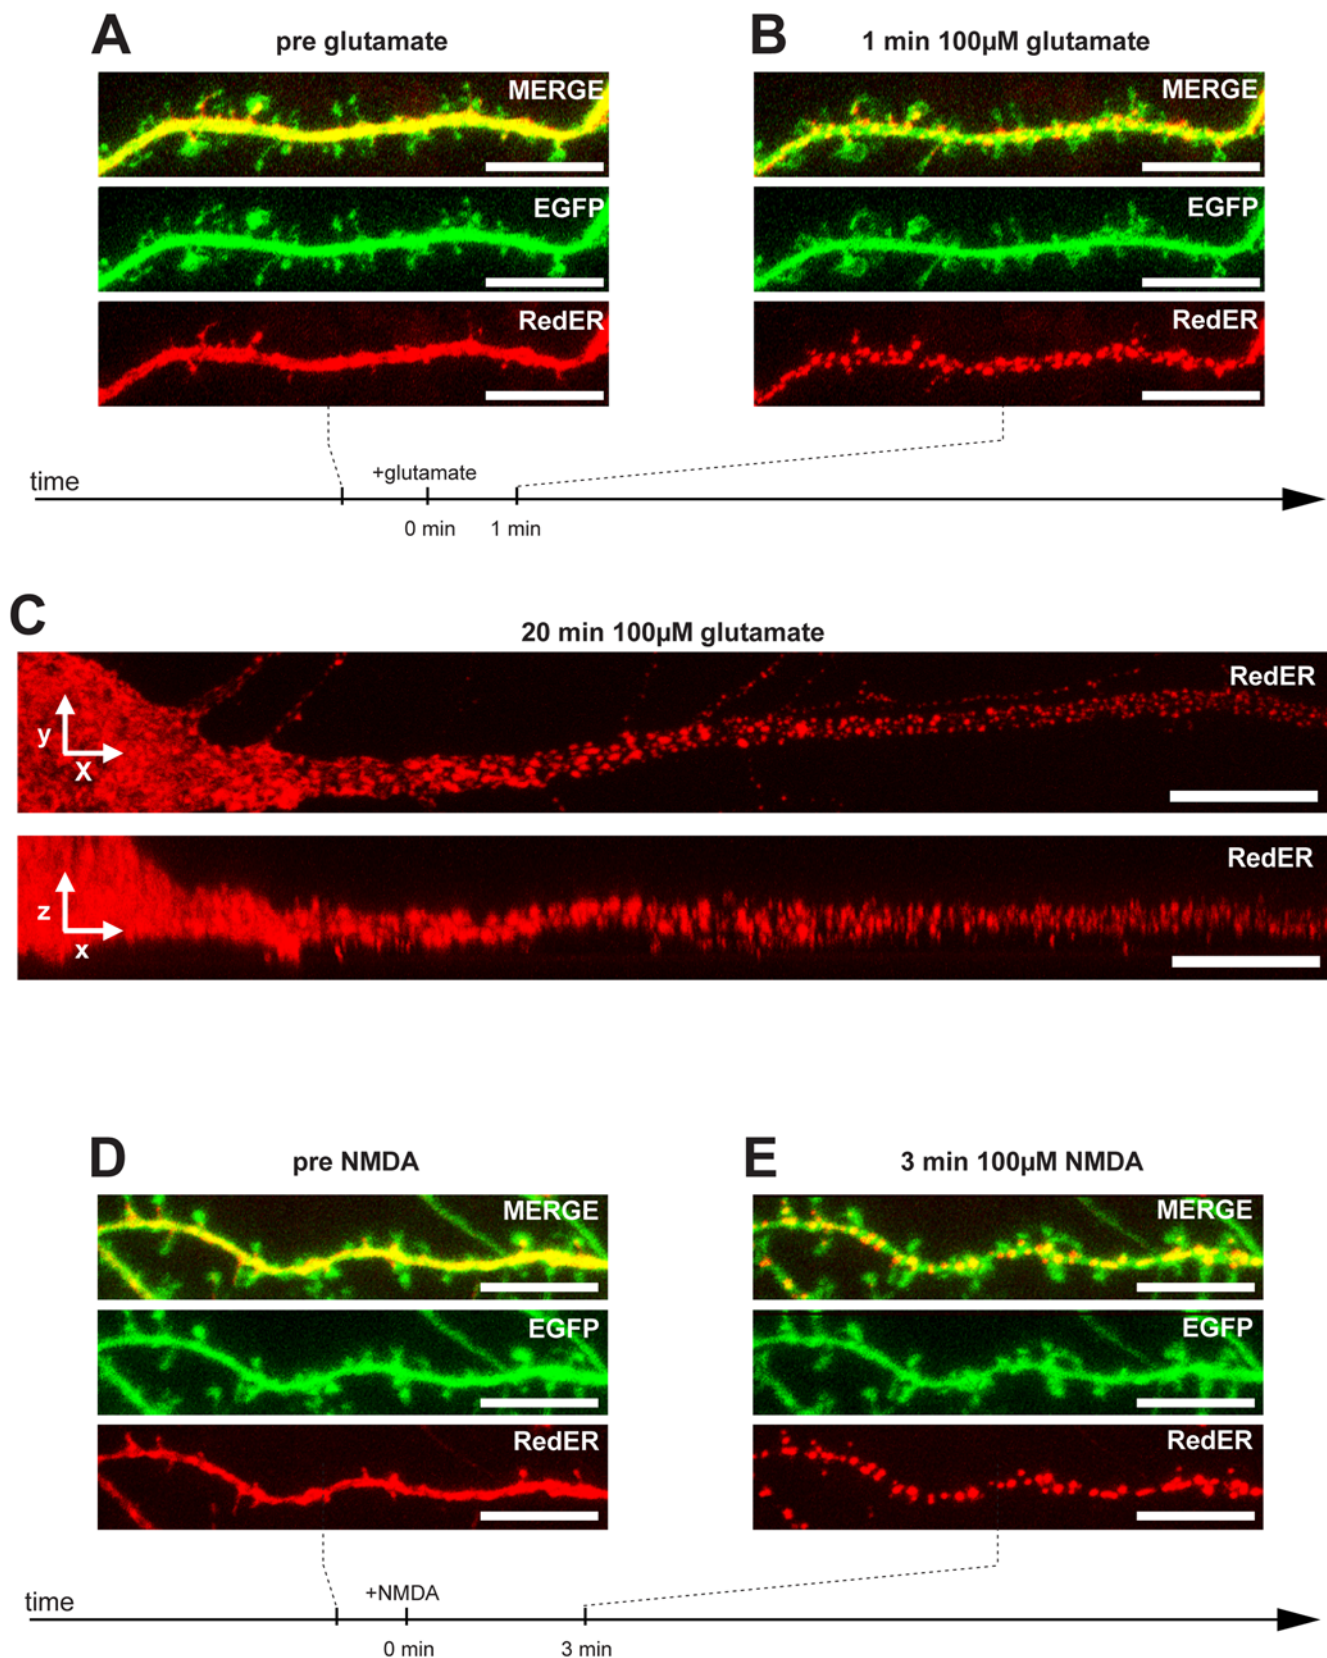 A
pre glutamate
B
1 min 100µM glutamate
MERGE
MERGE
EGFP
EGFP
RedER
RedER
time
+glutamate
0 min
1 min
C
20 min 100µM glutamate
RedER
y
X
RedER
z
x
D
pre NMDA
E
3 min 100µM NMDA
MERGE
MERGE
EGFP
EGFP
RedER
RedER
time
+NMDA
0 min
3 min